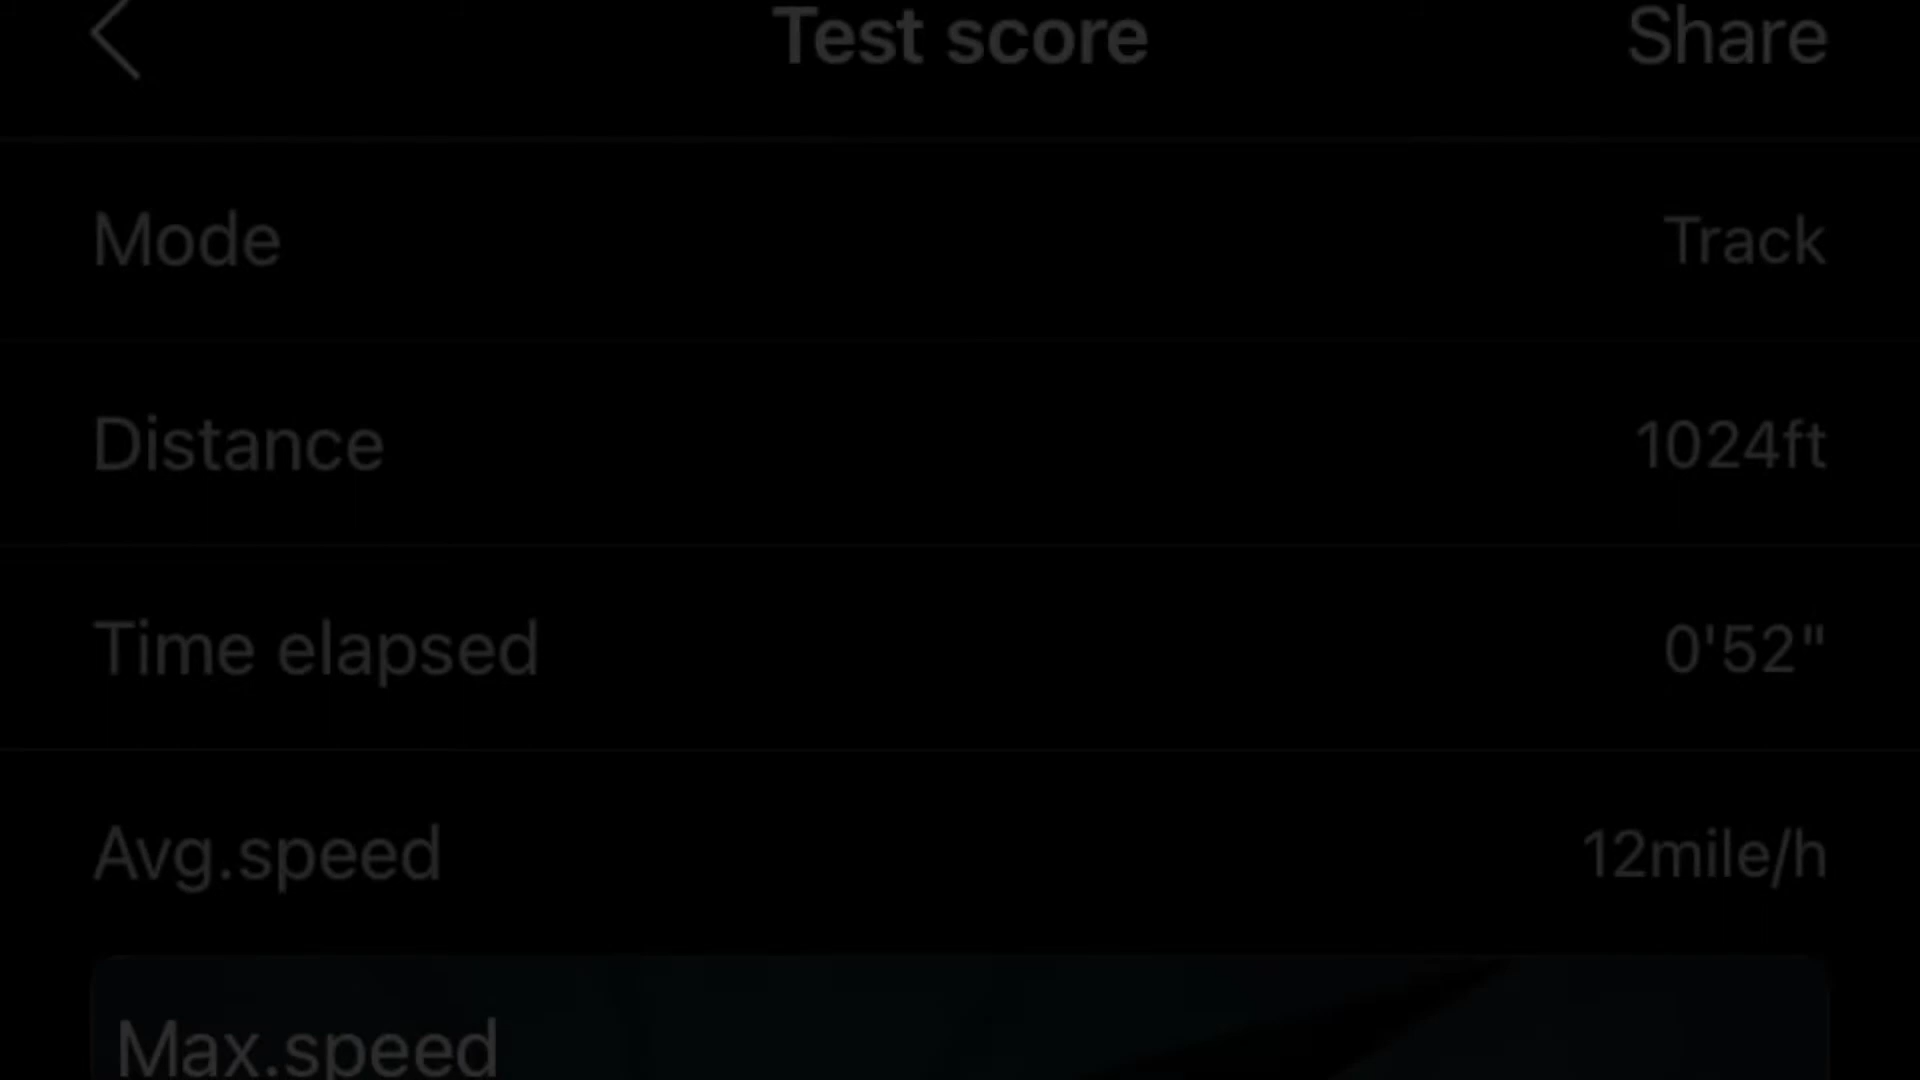 Test score Share
Mode Track
Distance 1024ft
Time elapsed 0'52"
Avg.speed 12mile/h
Max.speed